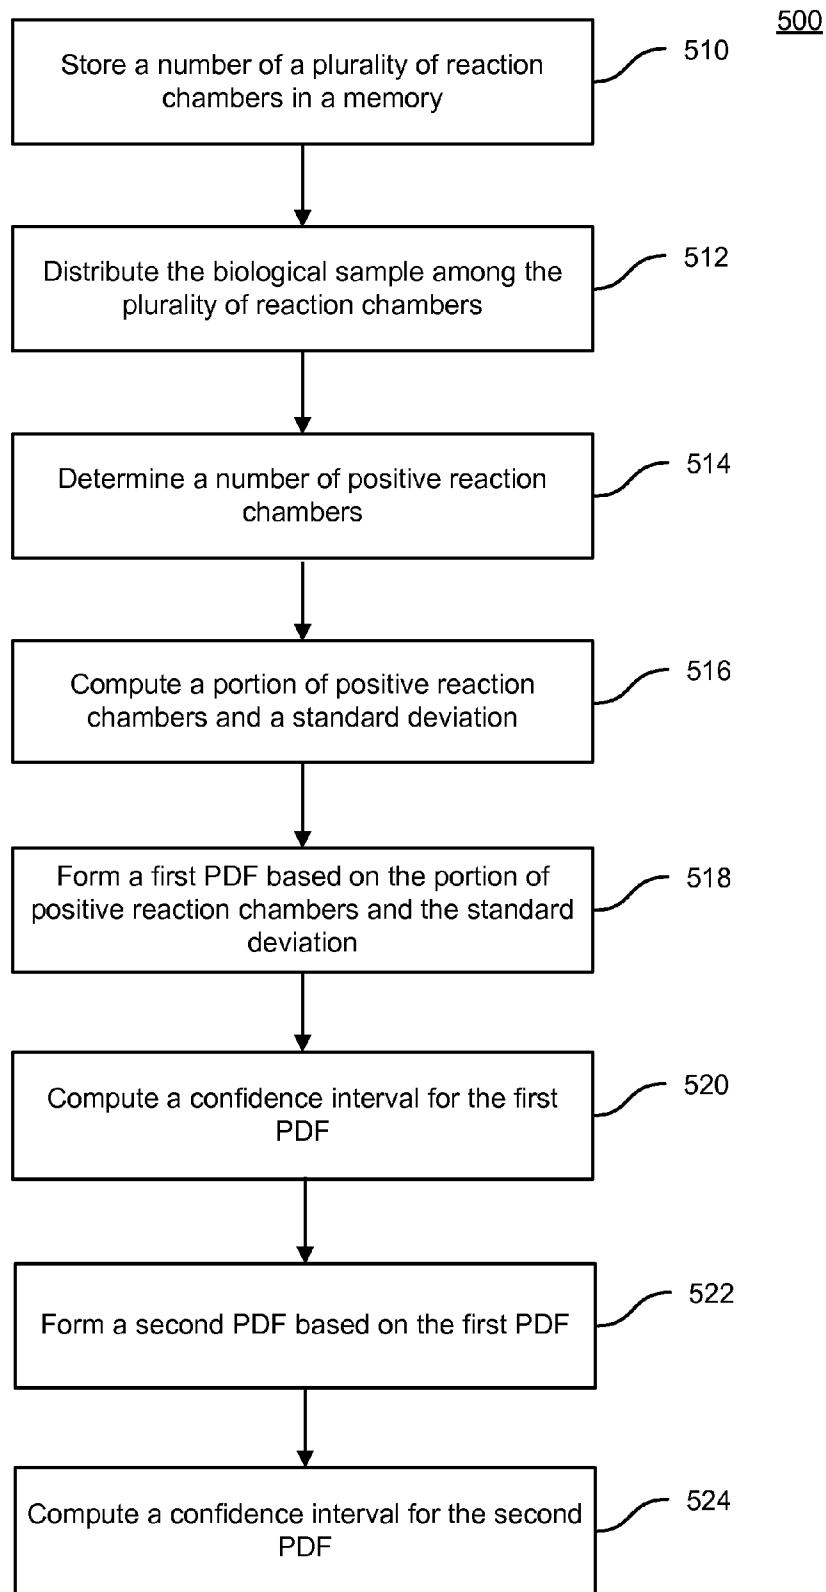 500
Store a number of a plurality of reaction
chambers in a memory
510
Distribute the biological sample among the
plurality of reaction chambers
512
Determine a number of positive reaction
chambers
514
Compute a portion of positive reaction
chambers and a standard deviation
516
Form a first PDF based on the portion of
positive reaction chambers and the standard
deviation
518
Compute a confidence interval for the first
PDF
520
Form a second PDF based on the first PDF
522
Compute a confidence interval for the second
PDF
524